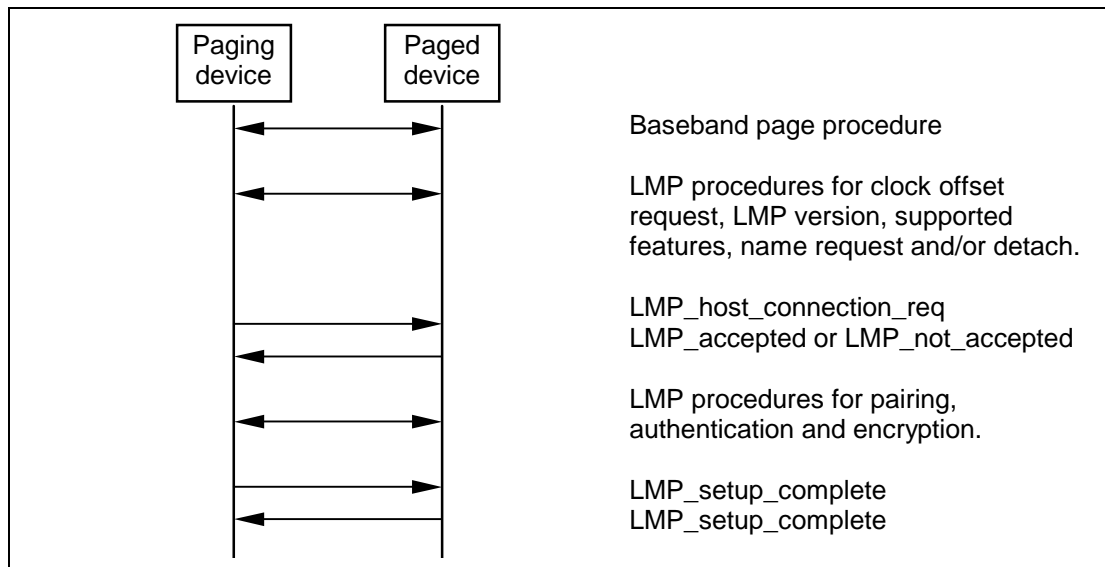 Paging
device
Paged
device
Baseband page procedure
LMP procedures for clock offset
request, LMP version, supported
features, name request and/or detach.
LMP_host_connection_req
LMP_accepted or LMP_not_accepted
LMP procedures for pairing,
authentication and encryption.
LMP_setup_complete
LMP_setup_complete